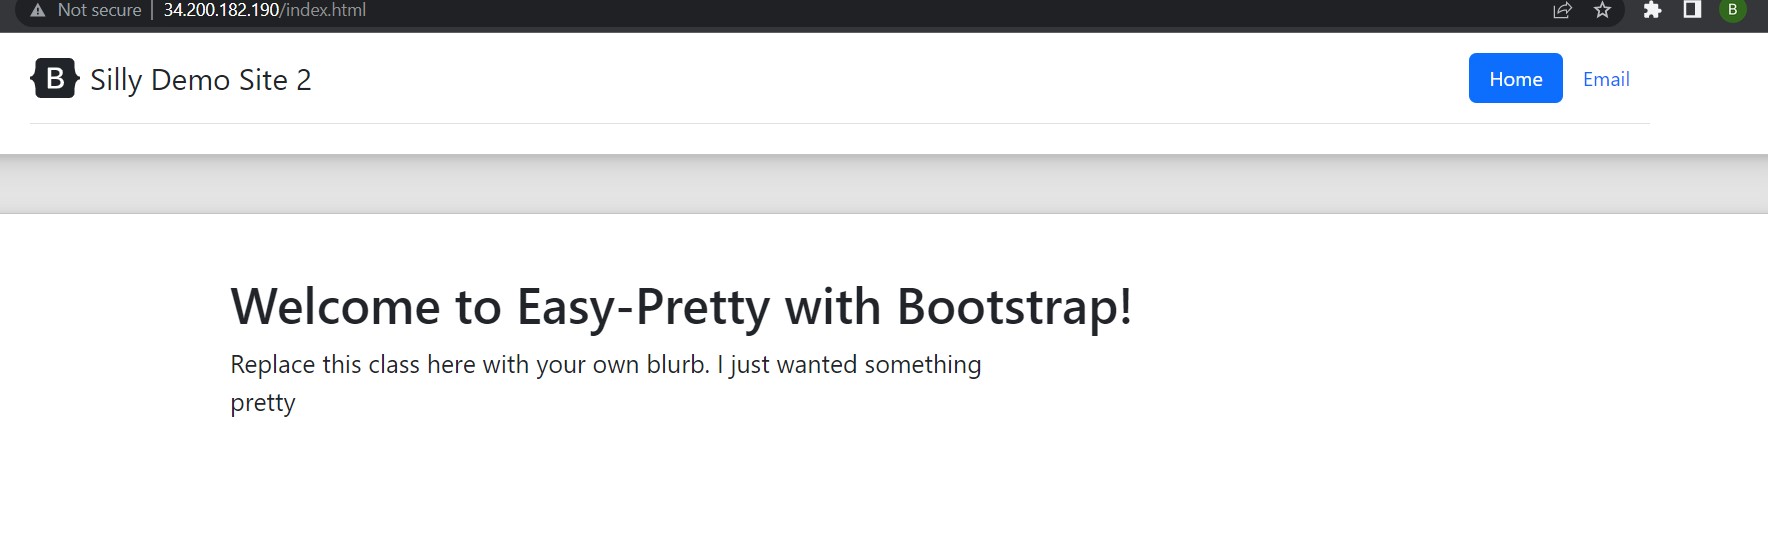 Not secure | 34.200.182.190/index.html
B
B Silly Demo Site 2
Home Email
Welcome to Easy-Pretty with Bootstrap!
Replace this class here with your own blurb. I just wanted something
pretty